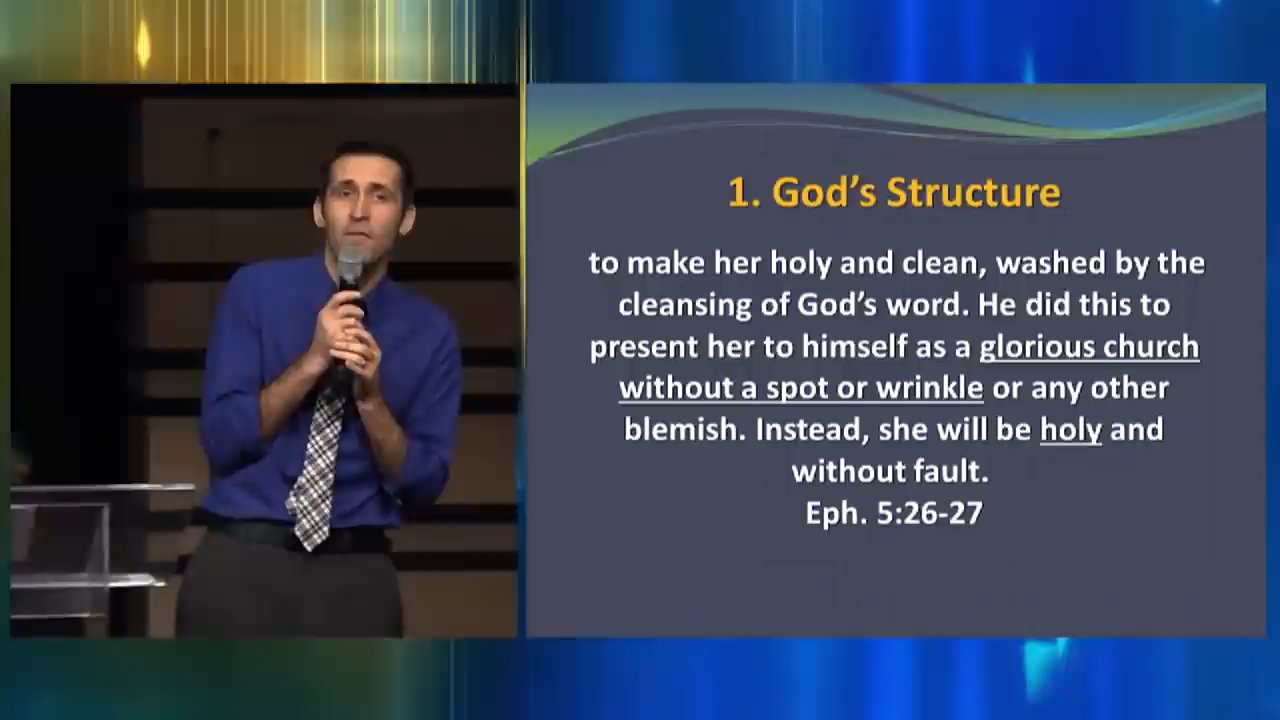 1. God's Structure
to make her holy and clean, washed by the
cleansing of God's word. He did this to
present her to himself as a glorious church
without a spot or wrinkle or any other
blemish. Instead, she will be holy and
without fault.
Eph. 5:26-27